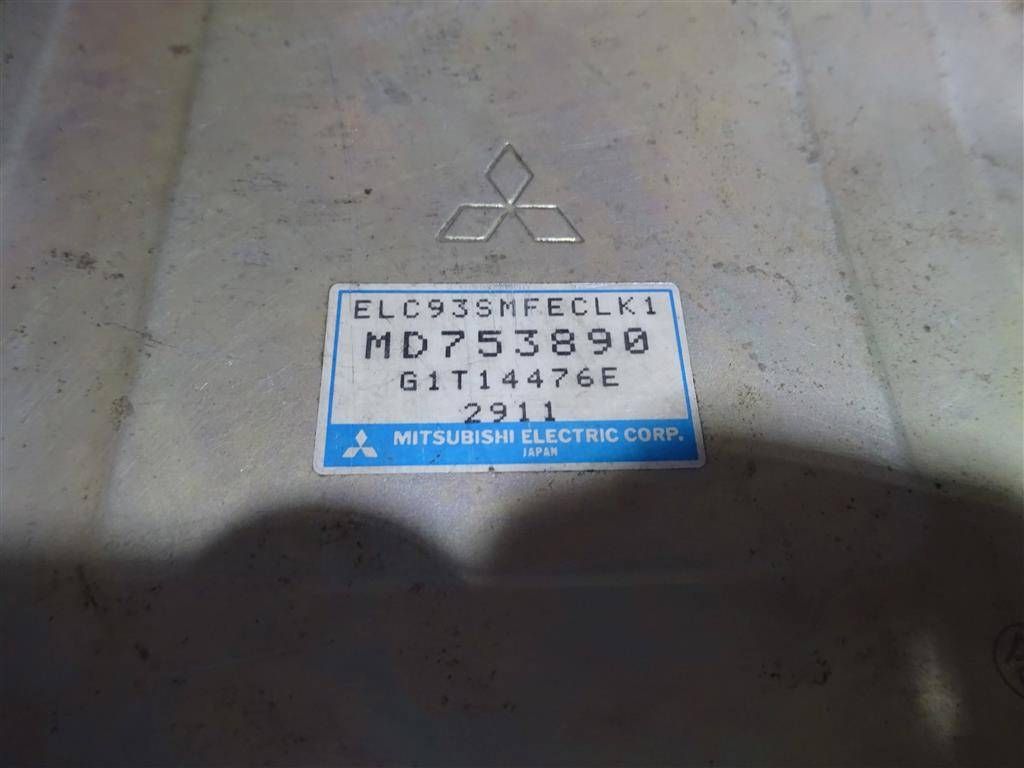 ELC93SMFECLK1
MD753890
G1T14476E
2911
MITSUBISHI ELECTRIC CORP.
JAPAN